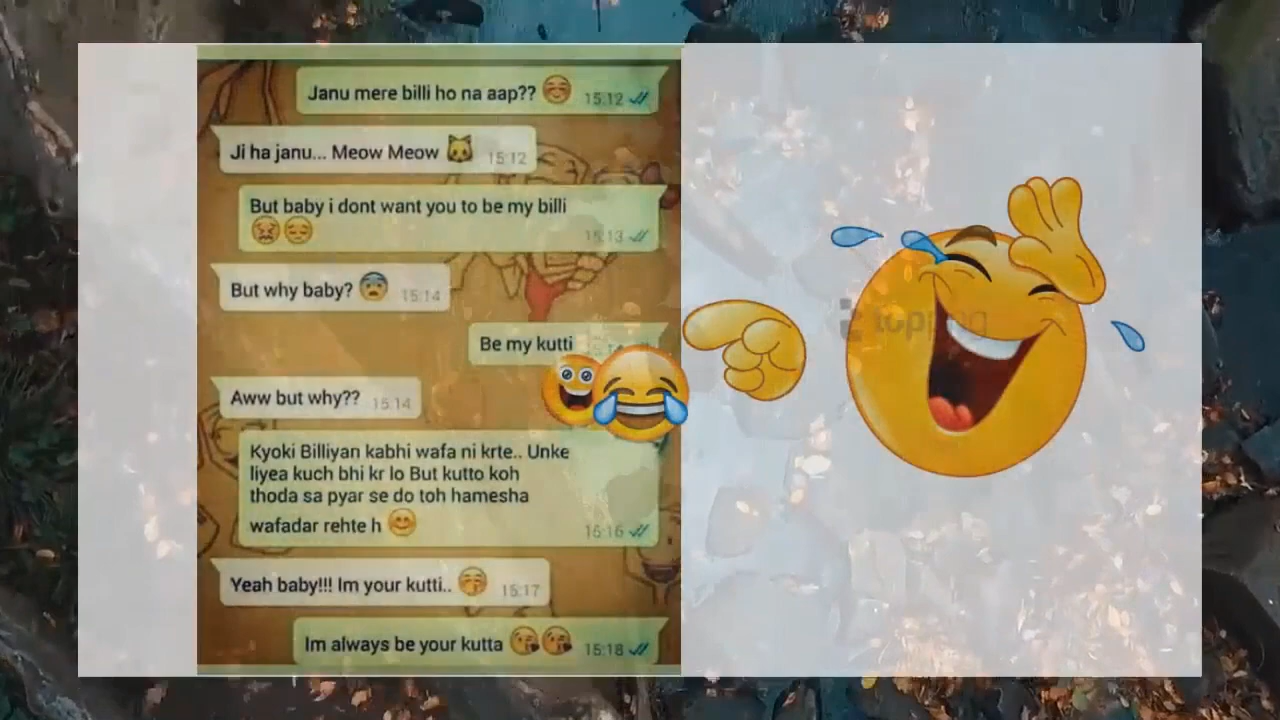 Janu mere billi ho na aap?? ☺️
15:12
Ji ha janu... Meow Meow 🐱
15:12
But baby i dont want you to be my billi
😖😔
15:13
But why baby? 😨
15:14
Be my kutti
Aww but why??
15:14
Kyoki Billiyan kabhi wafa ni krte.. Unke
liyea kuch bhi kr lo But kutto koh
thoda sa pyar se do toh hamesha
wafadar rehte h 😊
15:16
Yeah baby!!! Im your kutti.. 😚
15:17
Im always be your kutta 😘😘
15:18